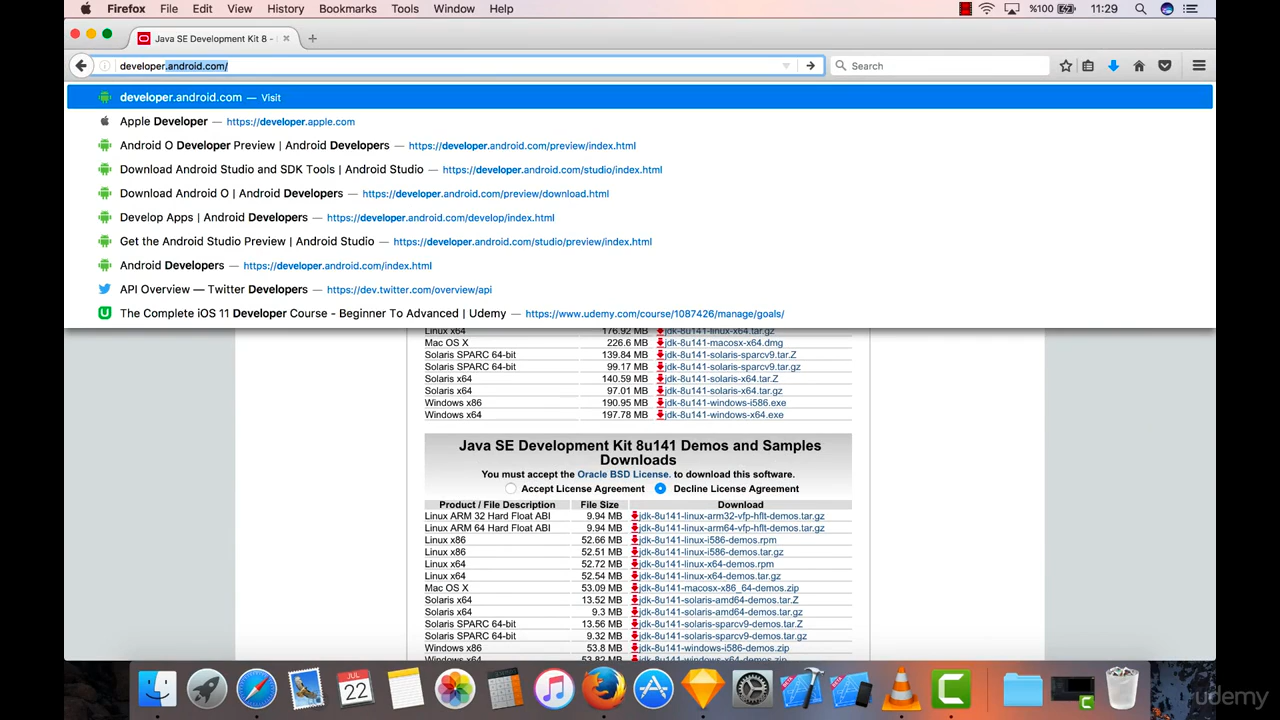 Firefox File Edit View History Bookmarks Tools Window Help %100 11:29
Java SE Development Kit 8 -
developer.android.com/ Search
developer.android.com — Visit
Apple Developer — https://developer.apple.com
Android O Developer Preview | Android Developers — https://developer.android.com/preview/index.html
Download Android Studio and SDK Tools | Android Studio — https://developer.android.com/studio/index.html
Download Android O | Android Developers — https://developer.android.com/preview/download.html
Develop Apps | Android Developers — https://developer.android.com/develop/index.html
Get the Android Studio Preview | Android Studio — https://developer.android.com/studio/preview/index.html
Android Developers — https://developer.android.com/index.html
API Overview — Twitter Developers — https://dev.twitter.com/overview/api
The Complete iOS 11 Developer Course - Beginner To Advanced | Udemy — https://www.udemy.com/course/1087426/manage/goals/
Linux x64 176.92 MB jdk-8u141-linux-x64.tar.gz
Mac OS X 226.6 MB jdk-8u141-macosx-x64.dmg
Solaris SPARC 64-bit 139.84 MB jdk-8u141-solaris-sparcv9.tar.Z
Solaris SPARC 64-bit 99.17 MB jdk-8u141-solaris-sparcv9.tar.gz
Solaris x64 140.59 MB jdk-8u141-solaris-x64.tar.Z
Solaris x64 97.01 MB jdk-8u141-solaris-x64.tar.gz
Windows x86 190.95 MB jdk-8u141-windows-i586.exe
Windows x64 197.78 MB jdk-8u141-windows-x64.exe
Java SE Development Kit 8u141 Demos and Samples
Downloads
You must accept the Oracle BSD License. to download this software.
Accept License Agreement Decline License Agreement
Product / File Description File Size Download
Linux ARM 32 Hard Float ABI 9.94 MB jdk-8u141-linux-arm32-vfp-hflt-demos.tar.gz
Linux ARM 64 Hard Float ABI 9.94 MB jdk-8u141-linux-arm64-vfp-hflt-demos.tar.gz
Linux x86 52.66 MB jdk-8u141-linux-i586-demos.rpm
Linux x86 52.51 MB jdk-8u141-linux-i586-demos.tar.gz
Linux x64 52.72 MB jdk-8u141-linux-x64-demos.rpm
Linux x64 52.54 MB jdk-8u141-linux-x64-demos.tar.gz
Mac OS X 53.09 MB jdk-8u141-macosx-x86_64-demos.zip
Solaris x64 13.52 MB jdk-8u141-solaris-amd64-demos.tar.Z
Solaris x64 9.3 MB jdk-8u141-solaris-amd64-demos.tar.gz
Solaris SPARC 64-bit 13.56 MB jdk-8u141-solaris-sparcv9-demos.tar.Z
Solaris SPARC 64-bit 9.32 MB jdk-8u141-solaris-sparcv9-demos.tar.gz
Windows x86 53.8 MB jdk-8u141-windows-i586-demos.zip
Windows x64 53.82 MB jdk-8u141-windows-x64-demos.zip
JUL
22
udemy